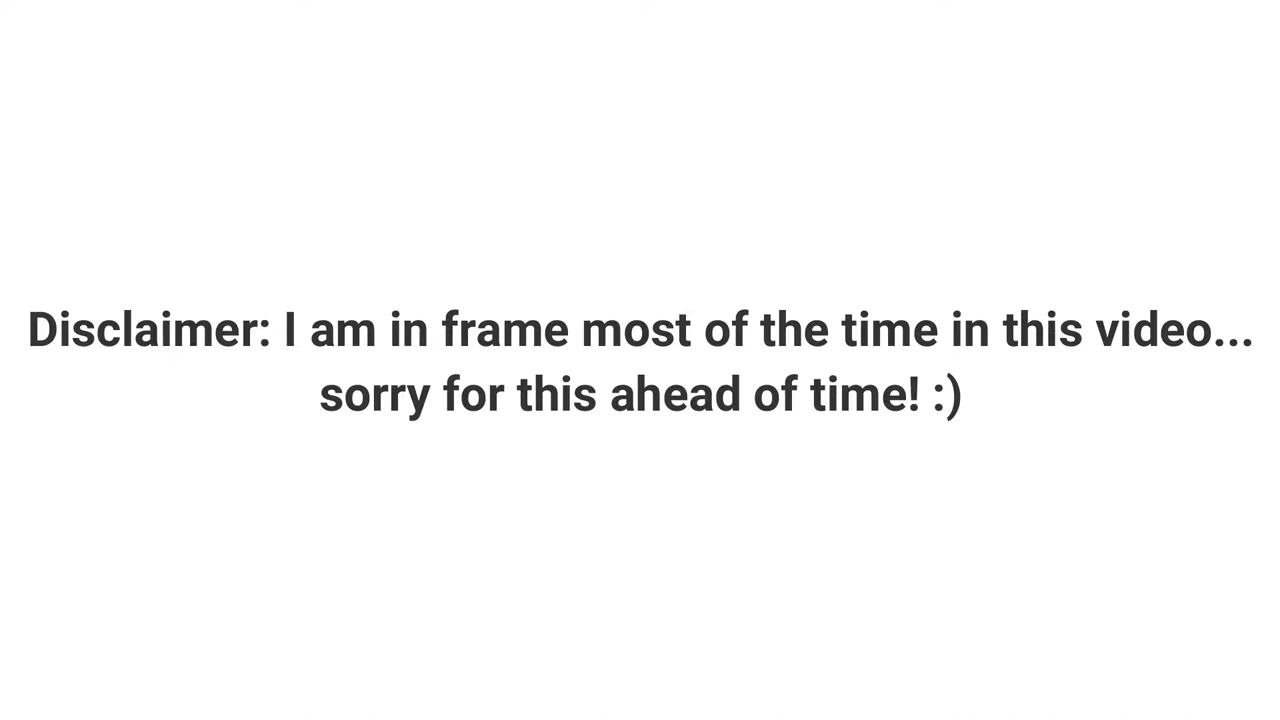 Disclaimer: I am in frame most of the time in this video...
sorry for this ahead of time! :)